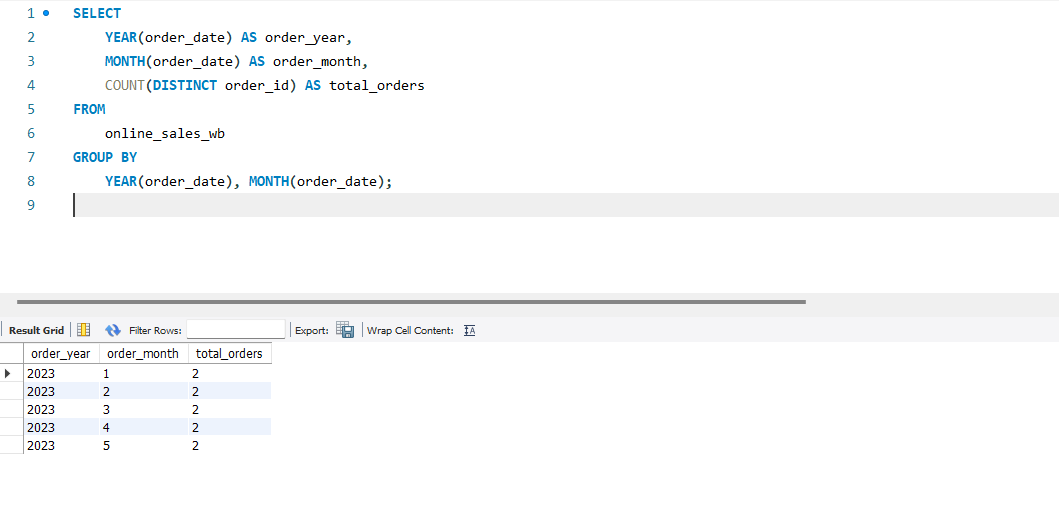 1 SELECT
2 YEAR(order_date) AS order_year,
3 MONTH(order_date) AS order_month,
4 COUNT(DISTINCT order_id) AS total_orders
5 FROM
6 online_sales_wb
7 GROUP BY
8 YEAR(order_date), MONTH(order_date);
9
Result Grid Filter Rows: Export: Wrap Cell Content: IA
order_year order_month total_orders
2023 1 2
2023 2 2
2023 3 2
2023 4 2
2023 5 2